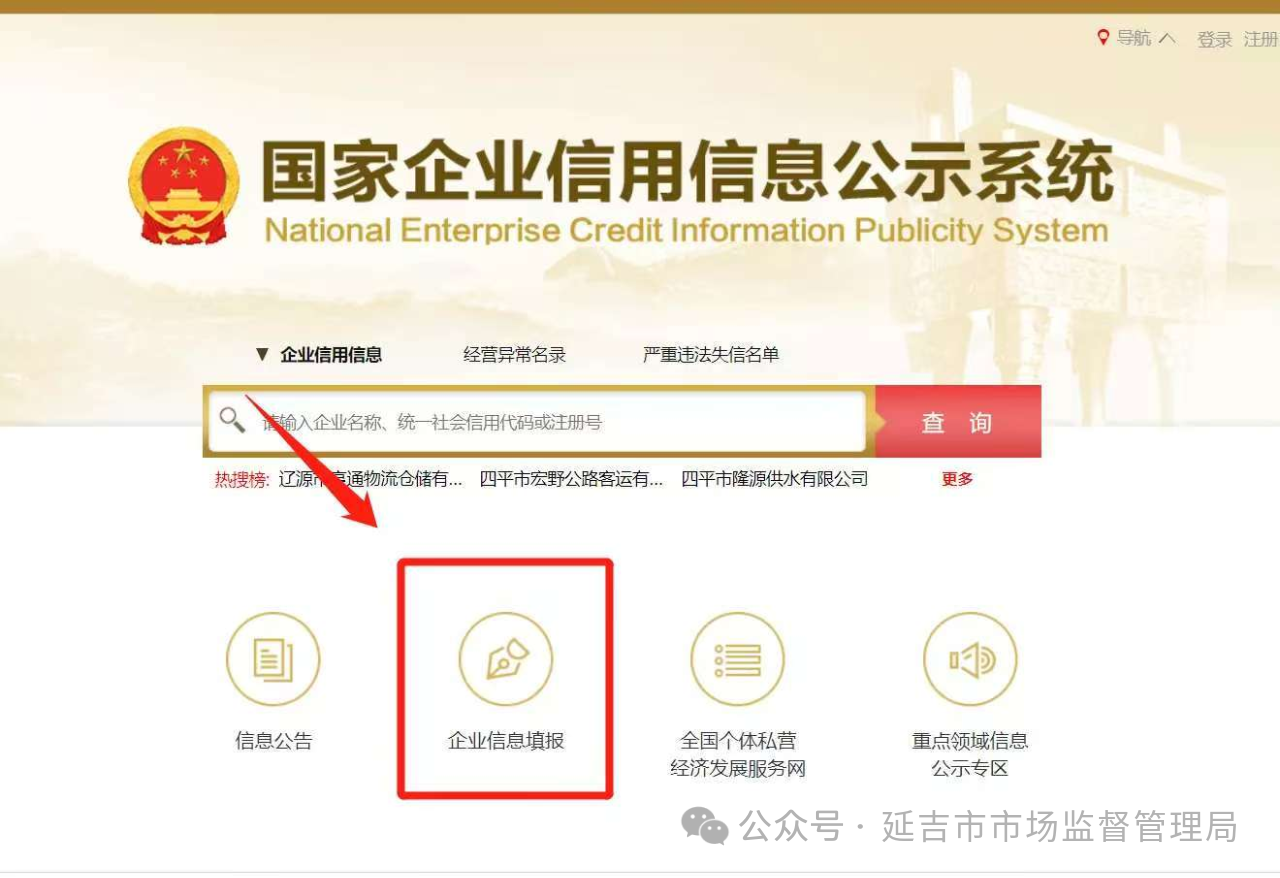 导航 登录 注册
国家企业信用信息公示系统
National Enterprise Credit Information Publicity System
▼ 企业信用信息 经营异常名录 严重违法失信名单
请输入企业名称、统一社会信用代码或注册号 查 询
热搜榜: 辽源市亨通物流仓储有... 四平市宏野公路客运有... 四平市隆源供水有限公司 更多
信息公告 企业信息填报 全国个体私营 重点领域信息
经济发展服务网 公示专区
公众号 · 延吉市市场监督管理局